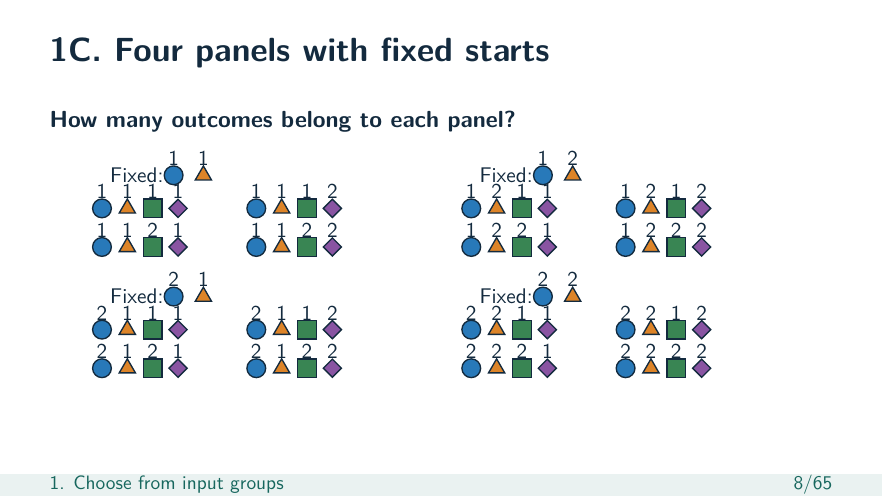 1C. Four panels with fixed starts
How many outcomes belong to each panel?
1 1
Fixed:
1 1 1 1 1 1 1 2
1 1 2 1 1 1 2 2
1 2
Fixed:
1 2 1 1 1 2 1 2
1 2 2 1 1 2 2 2
2 1
Fixed:
2 1 1 1 2 1 1 2
2 1 2 1 2 1 2 2
2 2
Fixed:
2 2 1 1 2 2 1 2
2 2 2 1 2 2 2 2
1. Choose from input groups
8/65